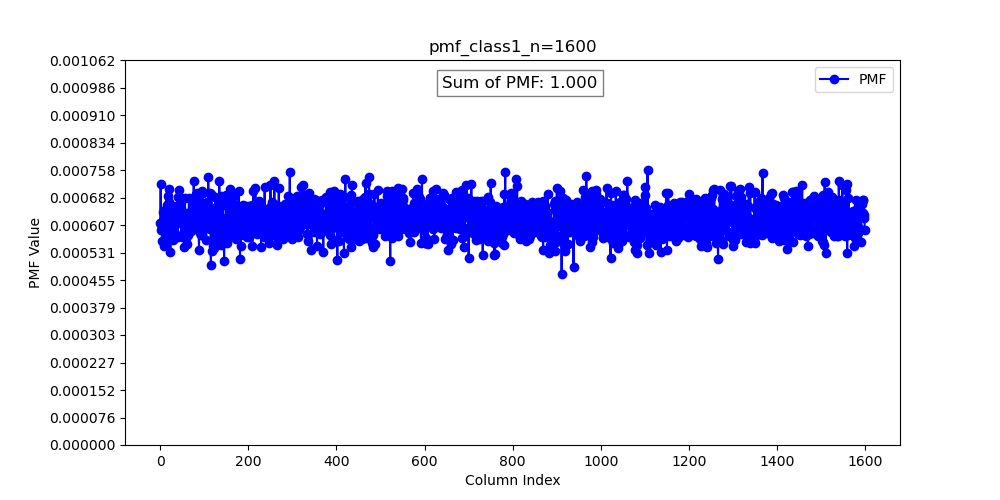 pmf_class1_n=1600
Sum of PMF: 1.000
PMF
PMF Value
0.001062
0.000986
0.000910
0.000834
0.000758
0.000682
0.000607
0.000531
0.000455
0.000379
0.000303
0.000227
0.000152
0.000076
0.000000
0 200 400 600 800 1000 1200 1400 1600
Column Index